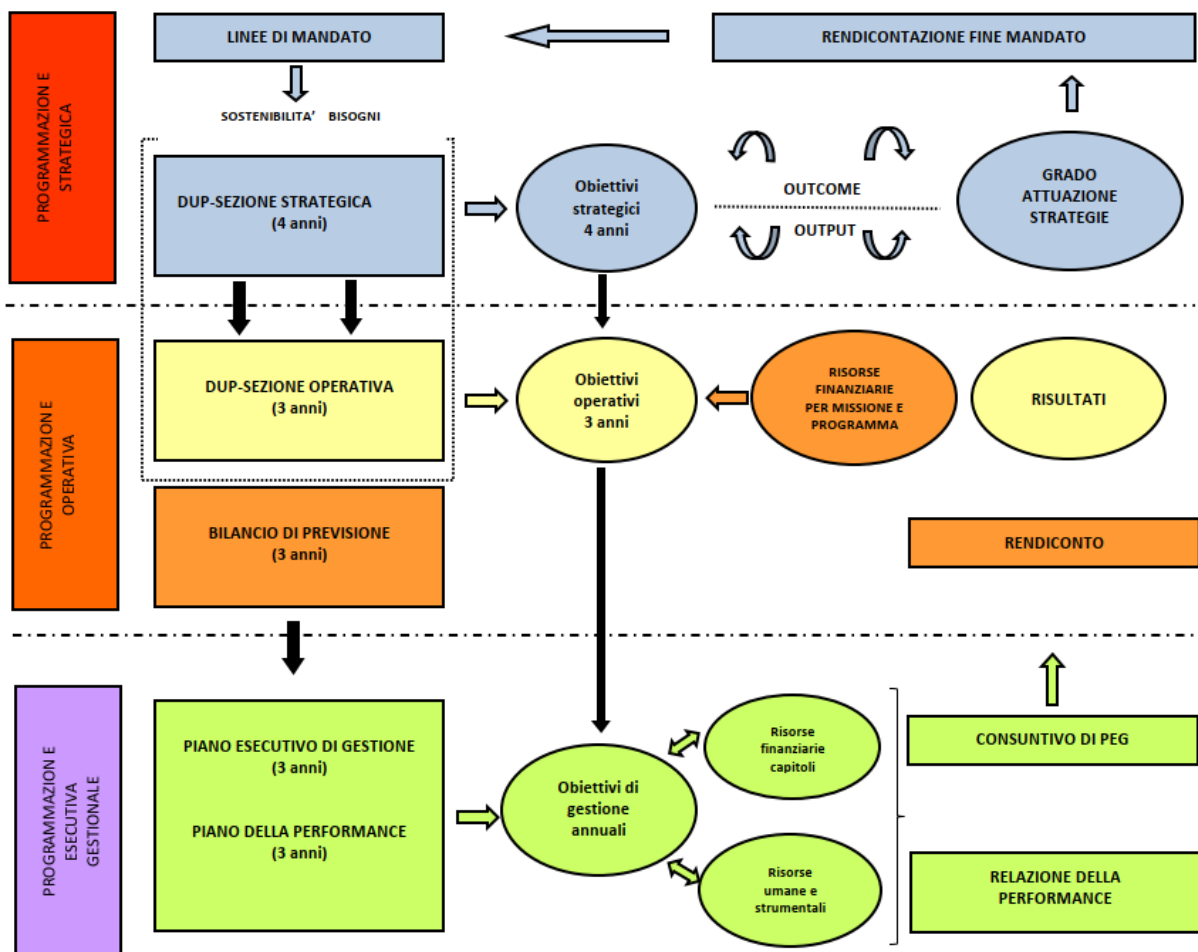 PROGRAMMAZION E
STRATEGICA
LINEE DI MANDATO
RENDICONTAZIONE FINE MANDATO
SOSTENIBILITA' BISOGNI
DUP-SEZIONE STRATEGICA
(4 anni)
Obiettivi
strategici
4 anni
OUTCOME
OUTPUT
GRADO
ATTUAZIONE
STRATEGIE
PROGRAMMAZION E
OPERATIVA
DUP-SEZIONE OPERATIVA
(3 anni)
Obiettivi
operativi
3 anni
RISORSE
FINANZIARIE
PER MISSIONE E
PROGRAMMA
RISULTATI
BILANCIO DI PREVISIONE
(3 anni)
RENDICONTO
PROGRAMMAZION E
ESECUTIVA
GESTIONALE
PIANO ESECUTIVO DI GESTIONE
(3 anni)
PIANO DELLA PERFORMANCE
(3 anni)
Obiettivi di
gestione
annuali
Risorse
finanziarie
capitoli
Risorse
umane e
strumentali
CONSUNTIVO DI PEG
RELAZIONE DELLA
PERFORMANCE